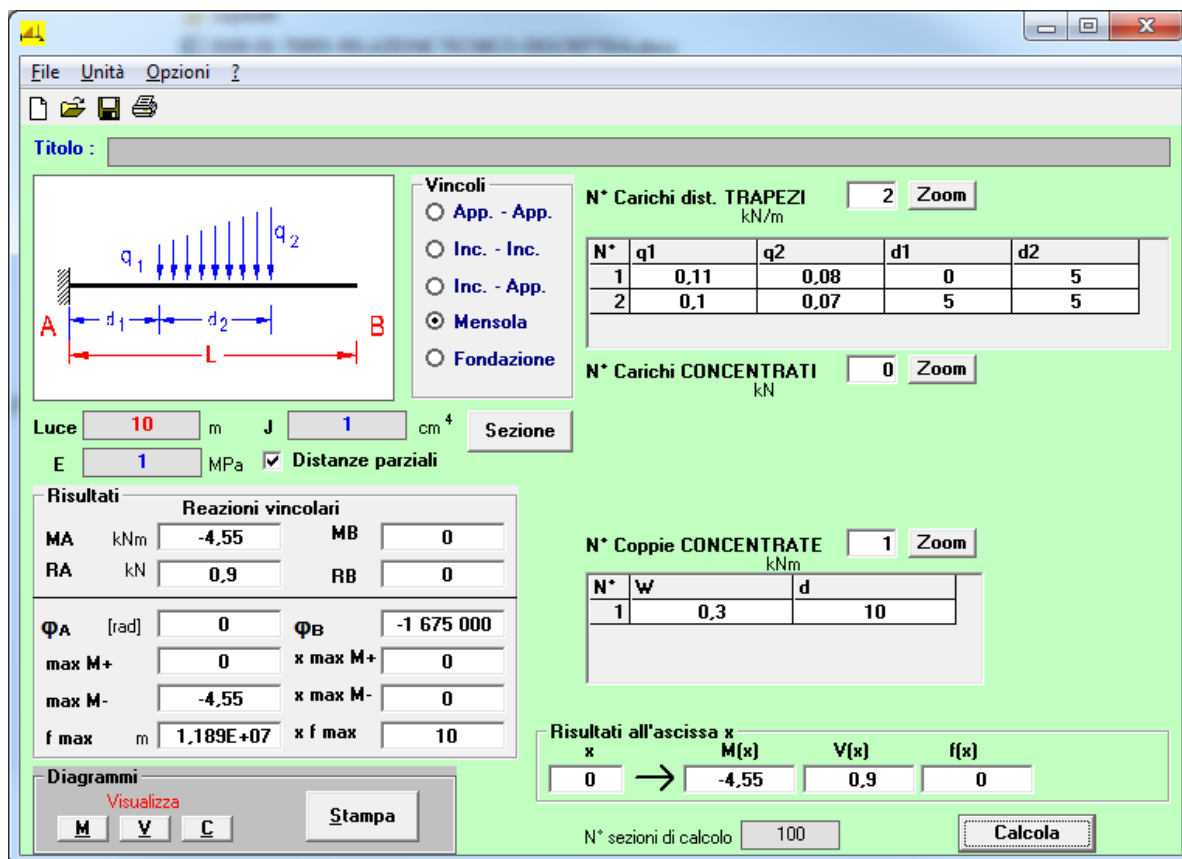 File Unità Opzioni ?
Titolo :
q1 q2
A d1 d2 B
L
Vincoli
App. - App.
Inc. - Inc.
Inc. - App.
Mensola
Fondazione
N° Carichi dist. TRAPEZI 2 Zoom
kN/m
N° q1 q2 d1 d2
1 0,11 0,08 0 5
2 0,1 0,07 5 5
N° Carichi CONCENTRATI 0 Zoom
kN
Luce 10 m J 1 cm 4 Sezione
E 1 MPa Distanze parziali
Risultati
Reazioni vincolari
MA kNm -4,55 MB 0
RA kN 0,9 RB 0
φA [rad] 0 φB -1 675 000
max M+ 0 x max M+ 0
max M- -4,55 x max M- 0
f max m 1,189E+07 x f max 10
N° Coppie CONCENTRATE 1 Zoom
kNm
N° W d
1 0,3 10
Risultati all'ascissa x
x M(x) V(x) f(x)
0 -4,55 0,9 0
Diagrammi
Visualizza
M V C Stampa
N° sezioni di calcolo 100 Calcola